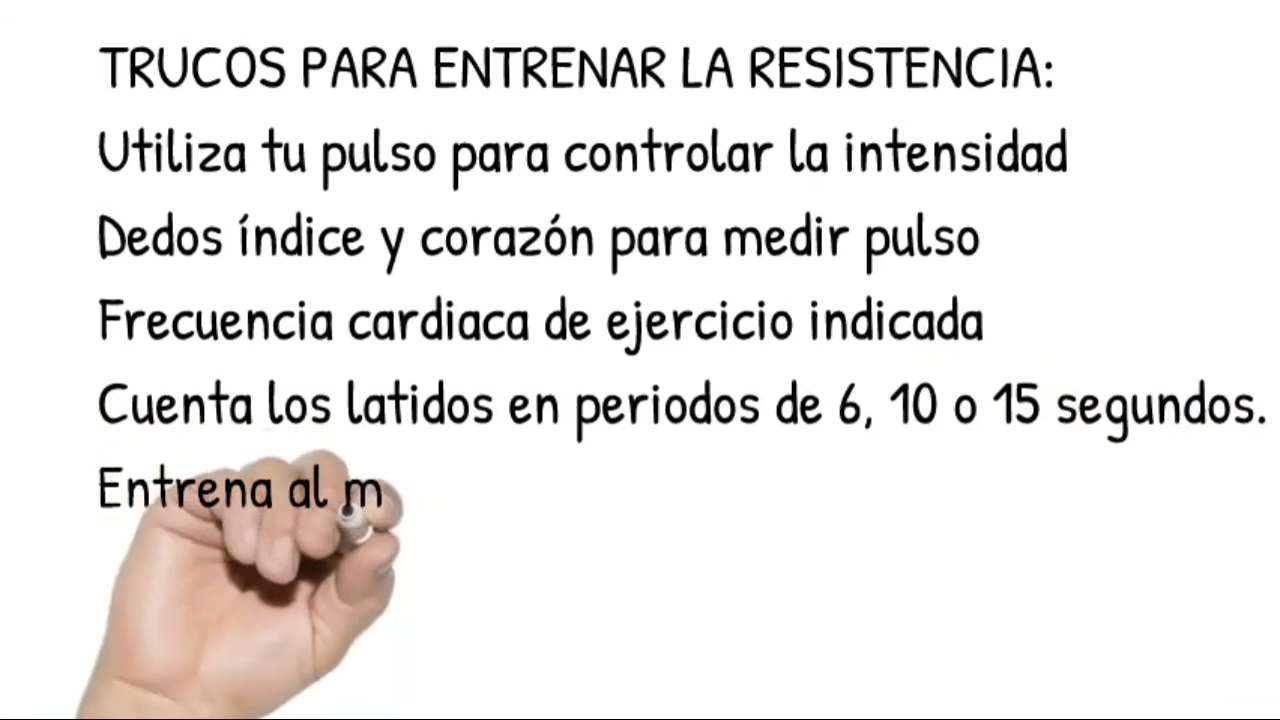 TRUCOS PARA ENTRENAR LA RESISTENCIA:
Utiliza tu pulso para controlar la intensidad
Dedos índice y corazón para medir pulso
Frecuencia cardiaca de ejercicio indicada
Cuenta los latidos en periodos de 6, 10 o 15 segundos.
Entrena al m